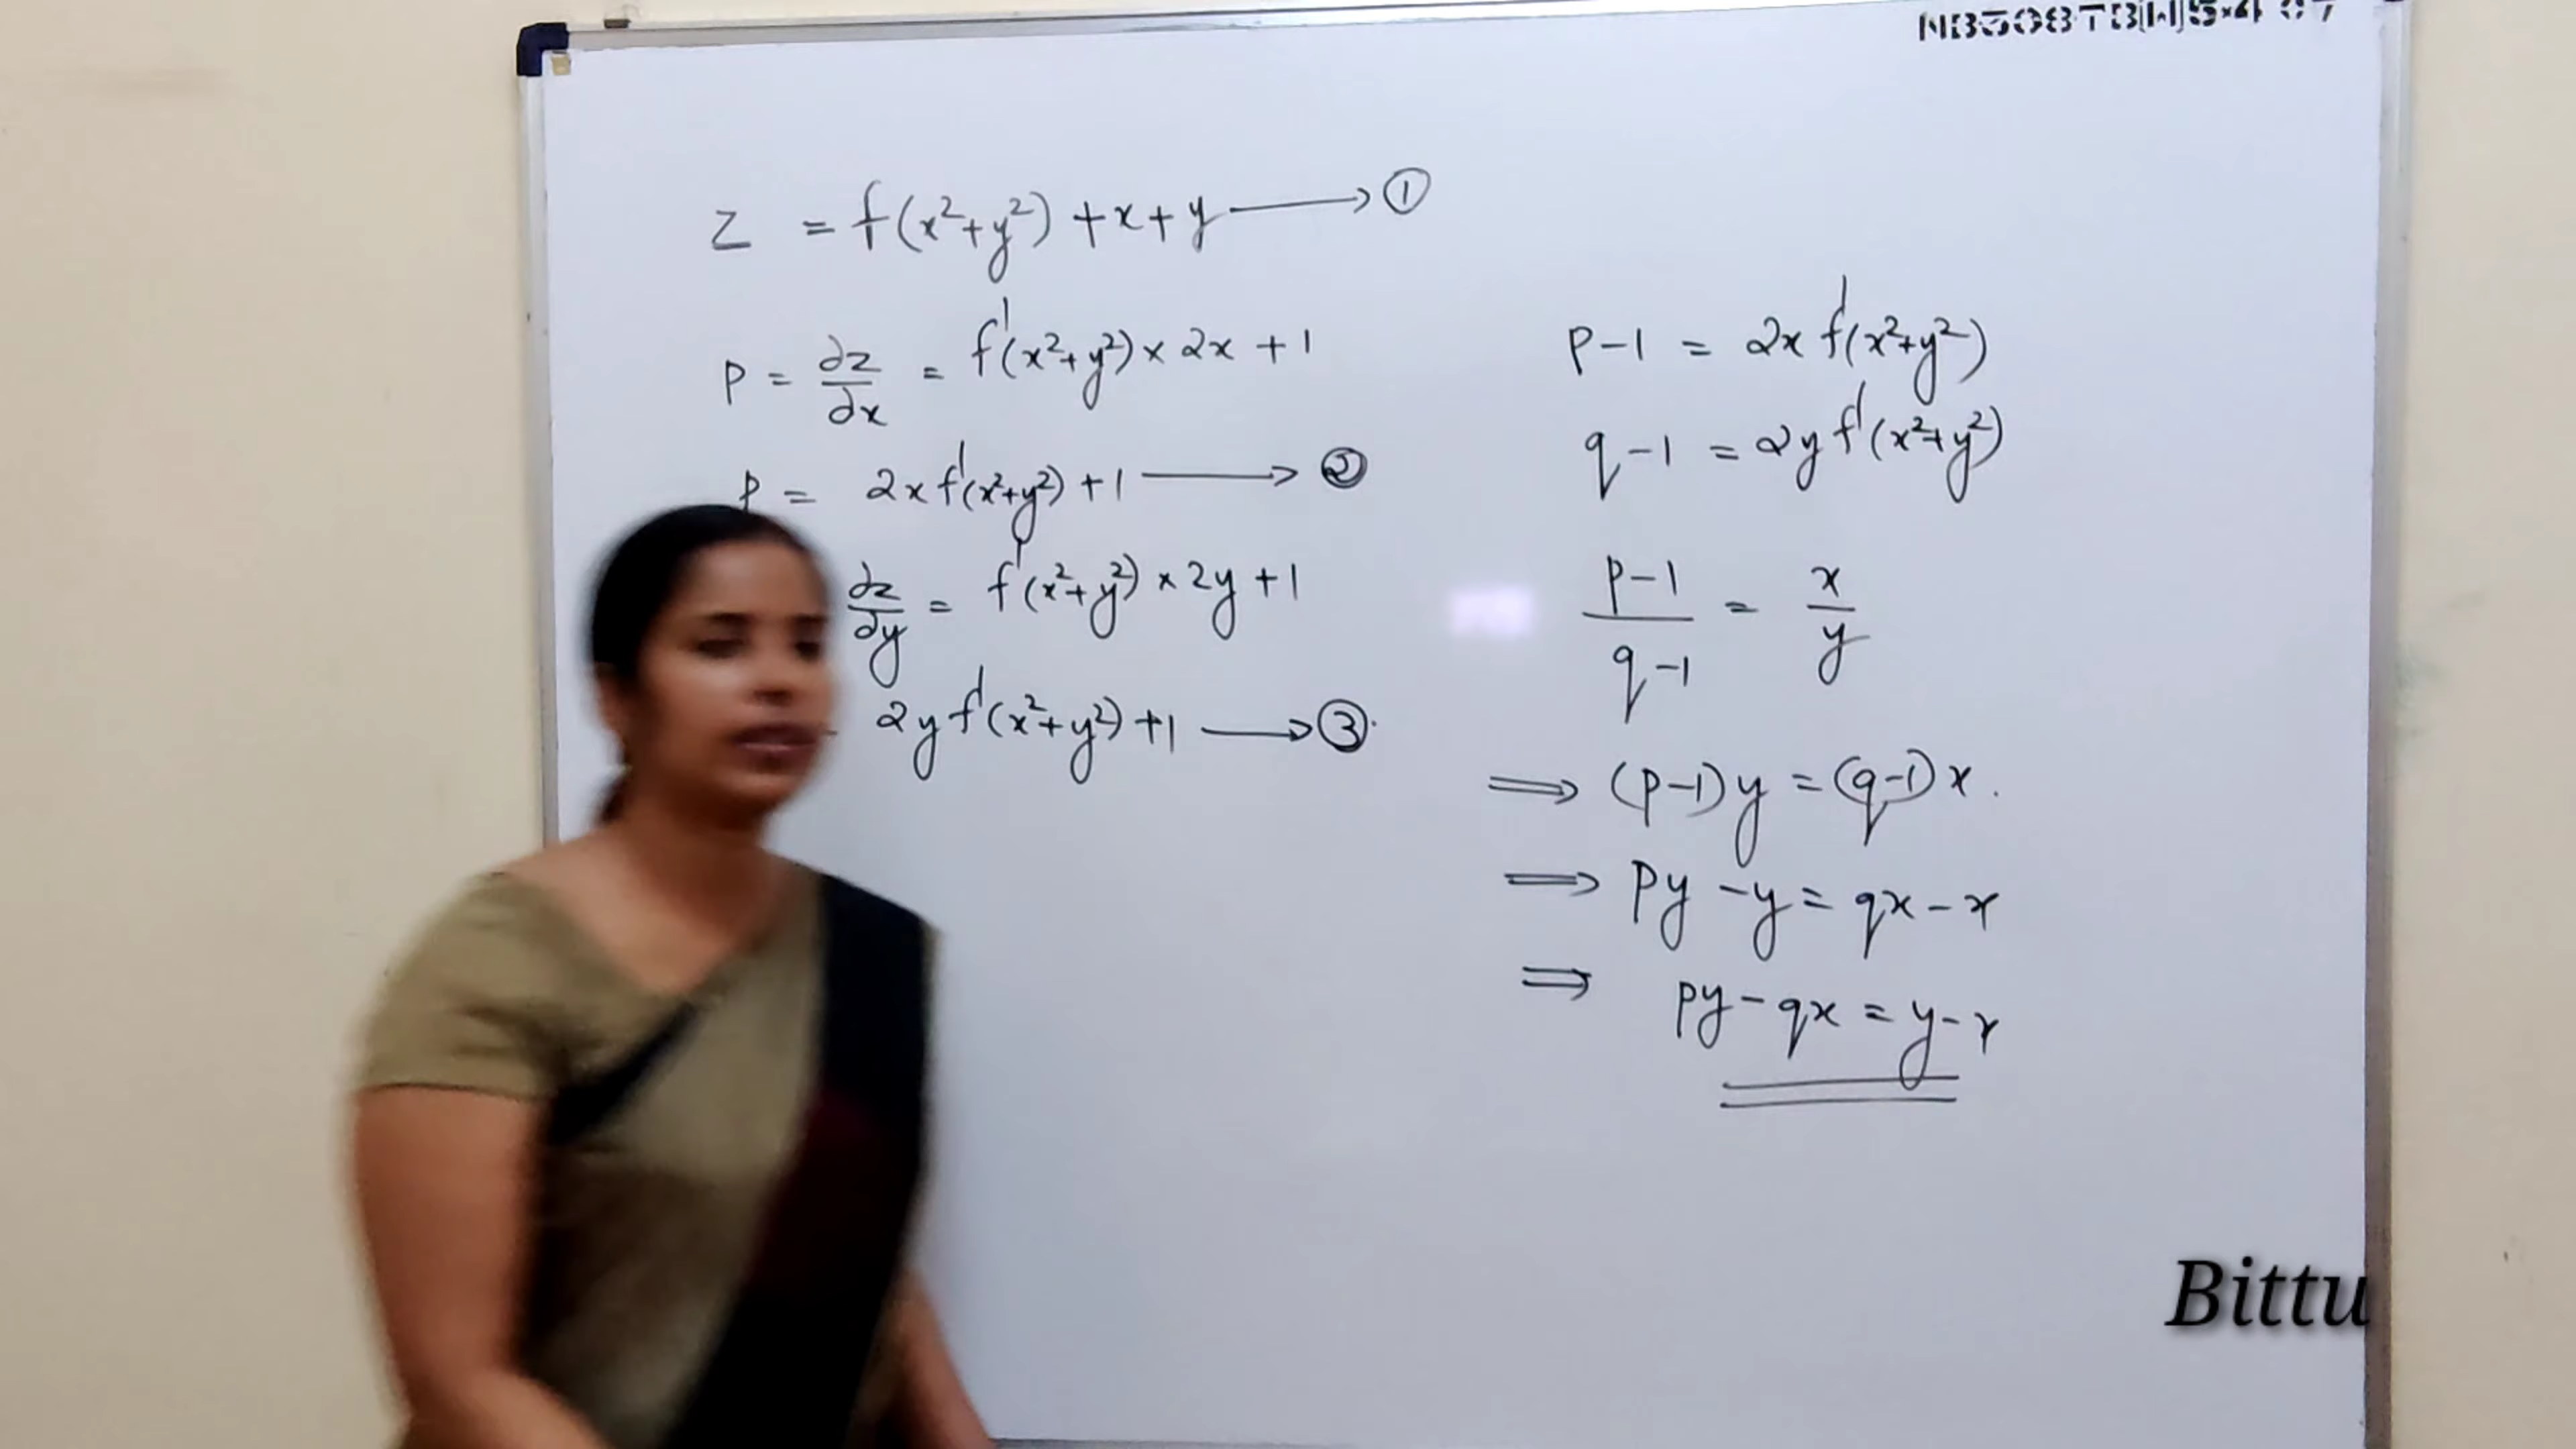 z = f(x²+y²) + x + y ⟶ ①
p = ∂z/∂x = f'(x²+y²) × 2x + 1
p = 2x f'(x²+y²) + 1 ⟶ ②
∂z/∂y = f'(x²+y²) × 2y + 1
2y f'(x²+y²) + 1 ⟶ ③
p-1 = 2x f'(x²+y²)
q-1 = 2y f'(x²+y²)
p-1/q-1 = x/y
⟹ (p-1)y = (q-1)x.
⟹ py - y = qx - x
⟹ py - qx = y - x
Bittu